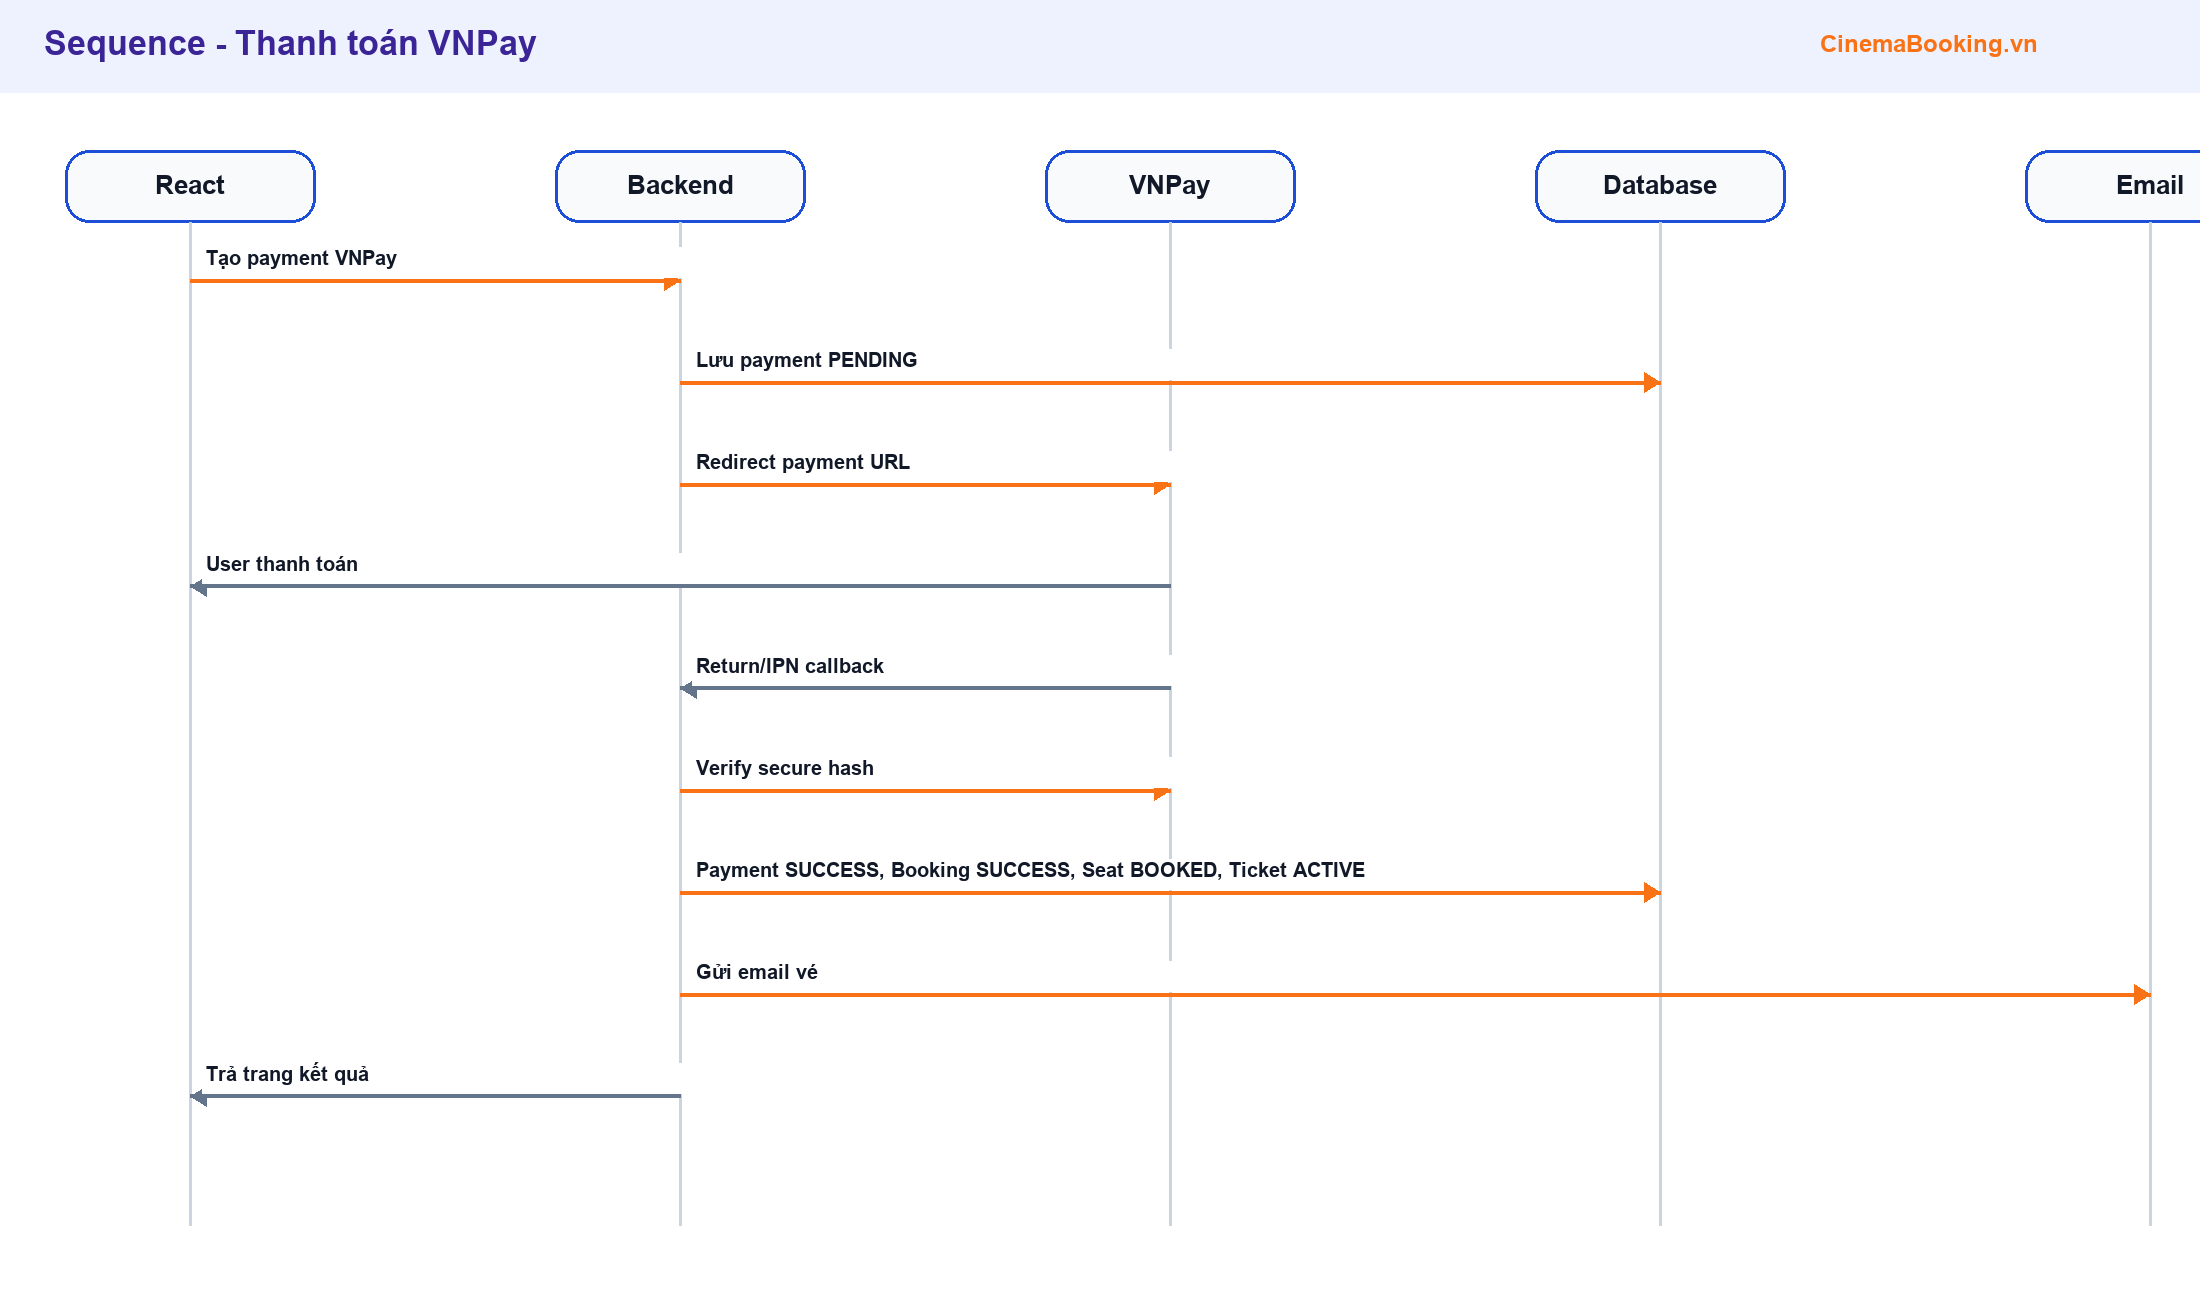 Sequence - Thanh toán VNPay
CinemaBooking.vn
React
Backend
VNPay
Database
Email
Tạo payment VNPay
Lưu payment PENDING
Redirect payment URL
User thanh toán
Return/IPN callback
Verify secure hash
Payment SUCCESS, Booking SUCCESS, Seat BOOKED, Ticket ACTIVE
Gửi email vé
Trả trang kết quả